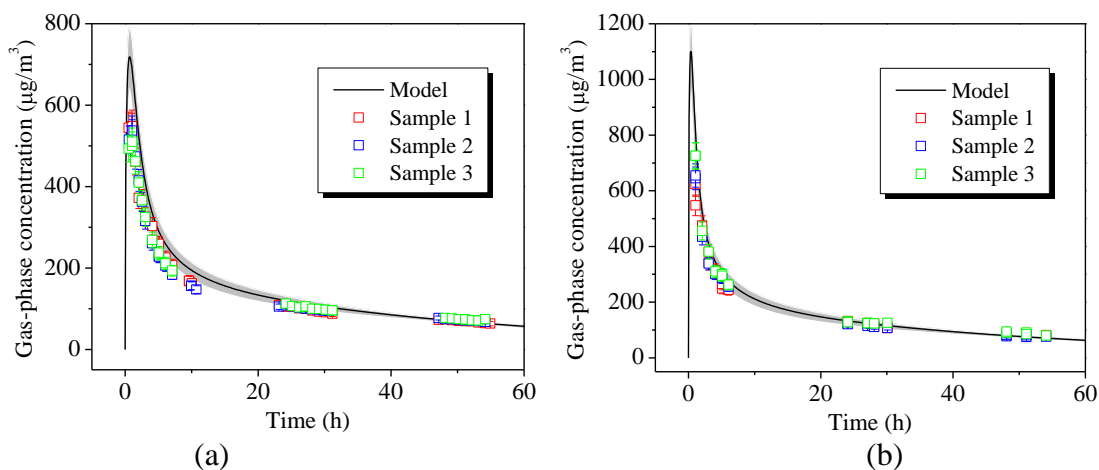 Gas-phase concentration (μg/m³)
800
600
400
200
0
Model
Sample 1
Sample 2
Sample 3
0 20 40 60
Time (h)
(a)
Gas-phase concentration (μg/m³)
1200
1000
800
600
400
200
0
Model
Sample 1
Sample 2
Sample 3
0 20 40 60
Time (h)
(b)